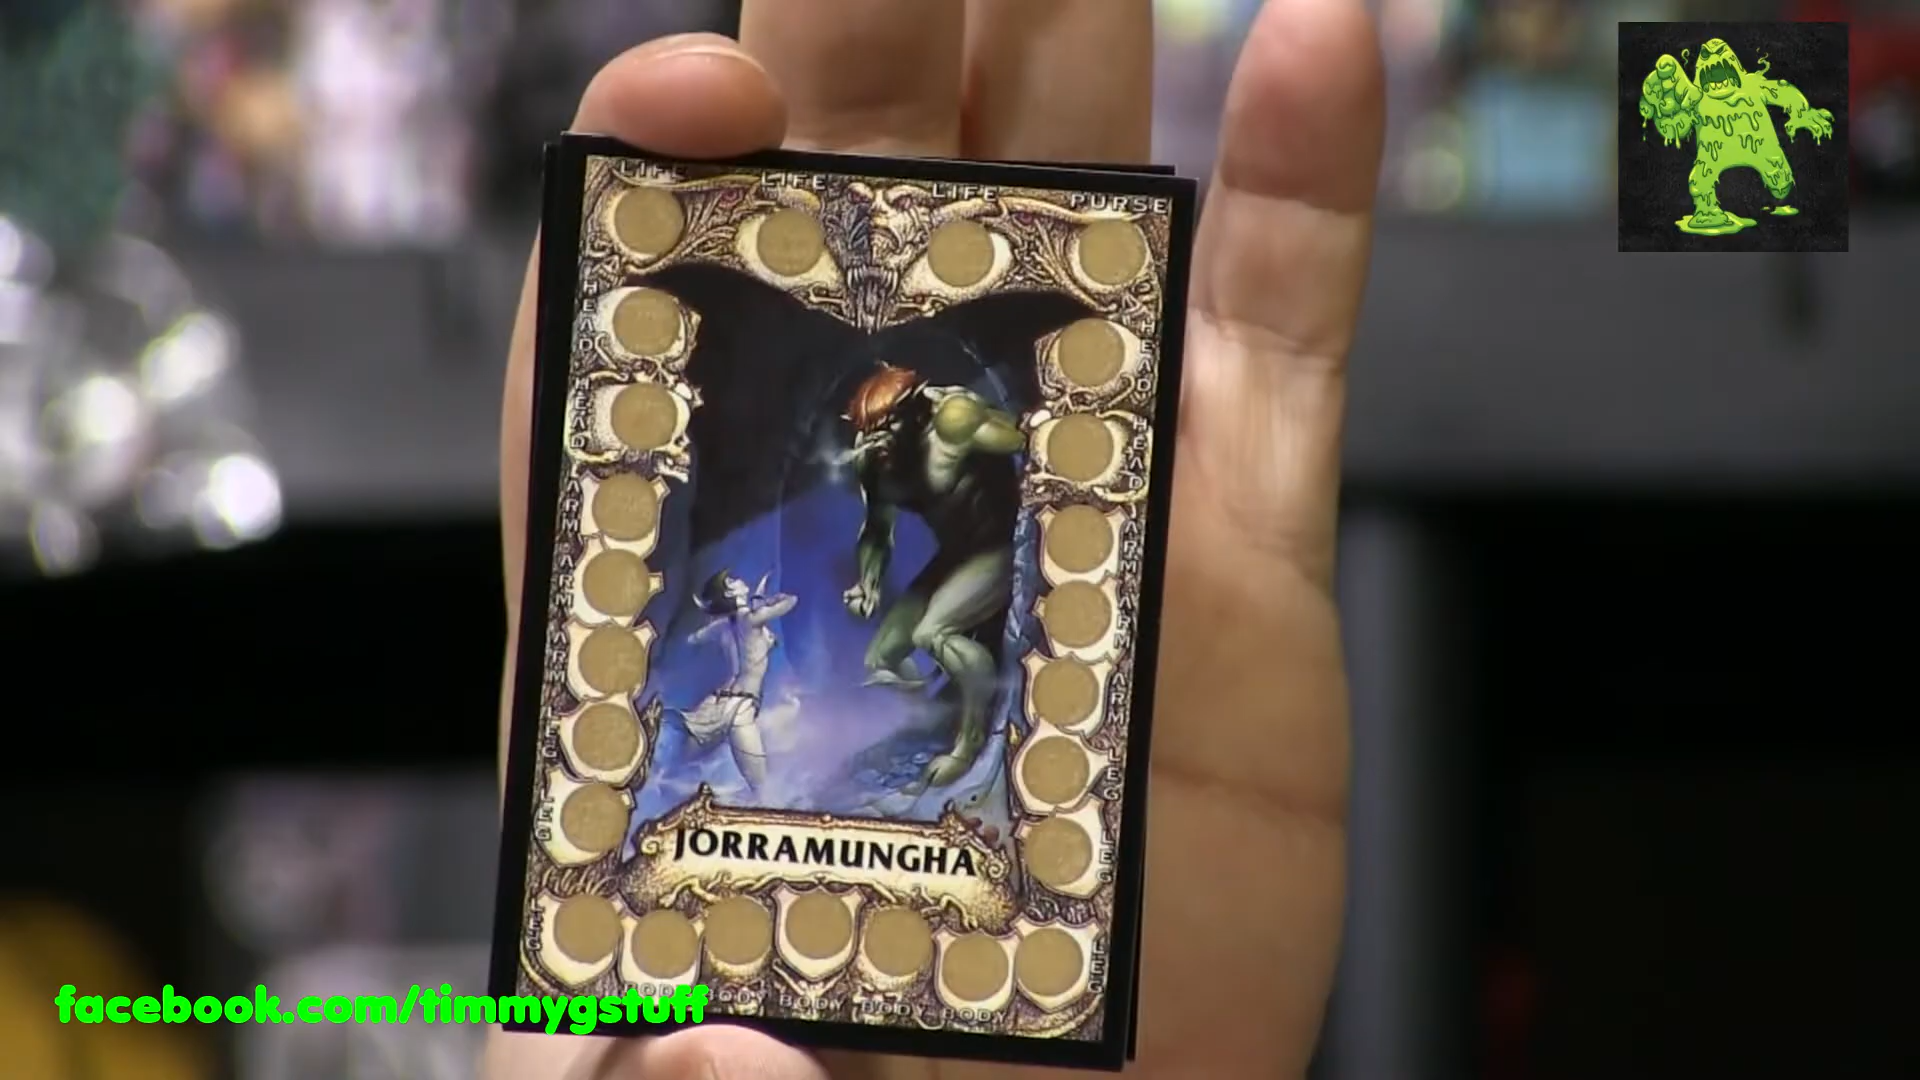 LIFE LIFE LIFE PURSE
HEAD HEAD
HEAD HEAD
ARM ARM
ARM ARM
ARM ARM
LEG LEG
LEG LEG
JORRAMUNGHA
LEG LEG
BODY BODY BODY BODY BODY
facebook.com/timmygstuff